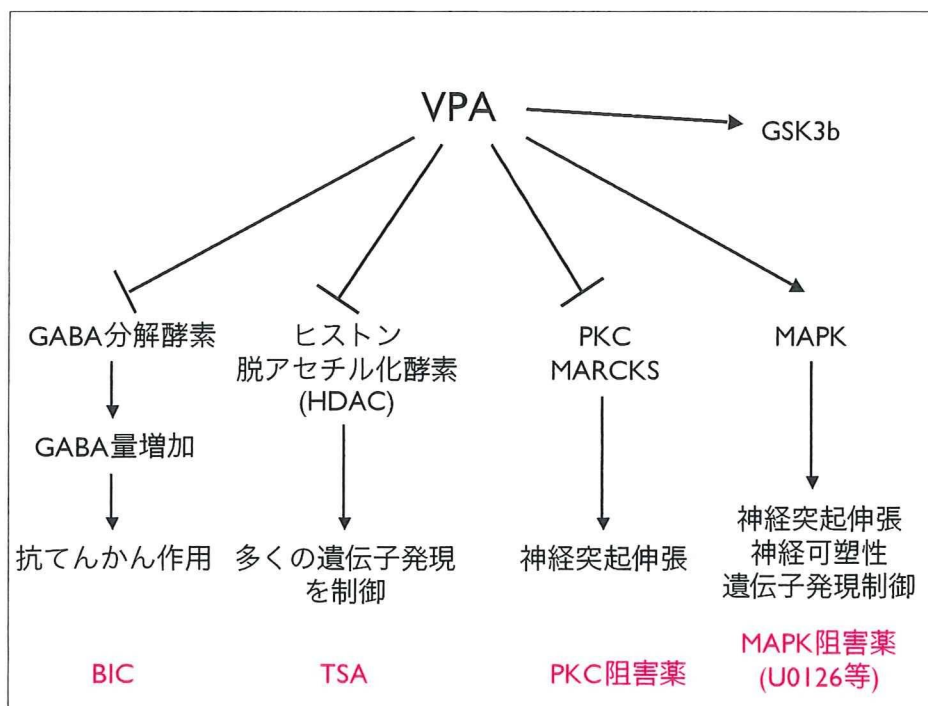 VPA
GSK3b
GABA分解酵素
GABA量増加
抗てんかん作用
BIC
ヒストン
脱アセチル化酵素
(HDAC)
多くの遺伝子発現
を制御
TSA
PKC
MARCKS
神経突起伸張
PKC阻害薬
MAPK
神経突起伸張
神経可塑性
遺伝子発現制御
MAPK阻害薬
(U0126等)